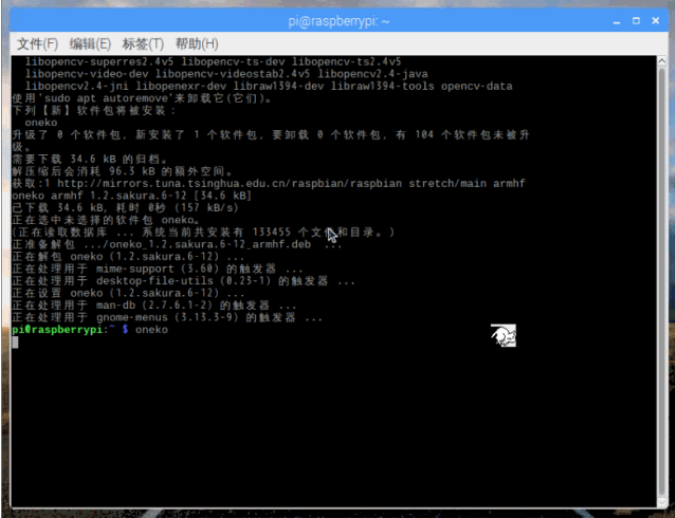 pi@raspberrypi: ~
文件(F) 编辑(E) 标签(T) 帮助(H)
libopencv-superres2.4v5 libopencv-ts-dev libopencv-ts2.4v5
libopencv-video-dev libopencv-videostab2.4v5 libopencv2.4-java
libopencv2.4-jni libopenexr-dev libraw1394-dev libraw1394-tools opencv-data
使用'sudo apt autoremove'来卸载它(它们)。
下列【新】软件包将被安装：
oneko
升级了 0 个软件包，新安装了 1 个软件包，要卸载 0 个软件包，有 104 个软件包未被升
级。
需要下载 34.6 kB 的归档。
解压缩后会消耗 96.3 kB 的额外空间。
获取:1 http://mirrors.tuna.tsinghua.edu.cn/raspbian/raspbian stretch/main armhf
oneko armhf 1.2.sakura.6-12 [34.6 kB]
已下载 34.6 kB，耗时 0秒 (157 kB/s)
正在选中未选择的软件包 oneko。
(正在读取数据库 ... 系统当前共安装有 133455 个文件和目录。)
正准备解包 .../oneko_1.2.sakura.6-12_armhf.deb ...
正在解包 oneko (1.2.sakura.6-12) ...
正在处理用于 mime-support (3.60) 的触发器 ...
正在处理用于 desktop-file-utils (0.23-1) 的触发器 ...
正在设置 oneko (1.2.sakura.6-12) ...
正在处理用于 man-db (2.7.6.1-2) 的触发器 ...
正在处理用于 gnome-menus (3.13.3-9) 的触发器 ...
pi@raspberrypi:~ $ oneko